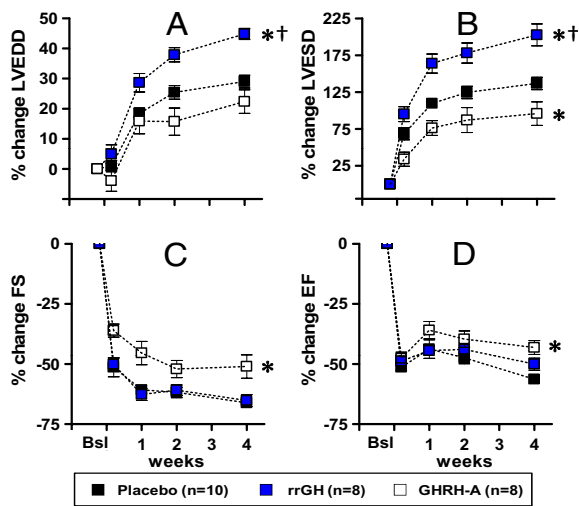 A
B
% change LVEDD
50
40
30
20
10
0
*†
% change LVESD
225
175
125
75
25
*†
*
C
D
% change FS
0
-25
-50
-75
*
% change EF
0
-25
-50
-75
*
Bsl 1 2 3 4
weeks
Bsl 1 2 3 4
weeks
Placebo (n=10) rrGH (n=8) GHRH-A (n=8)